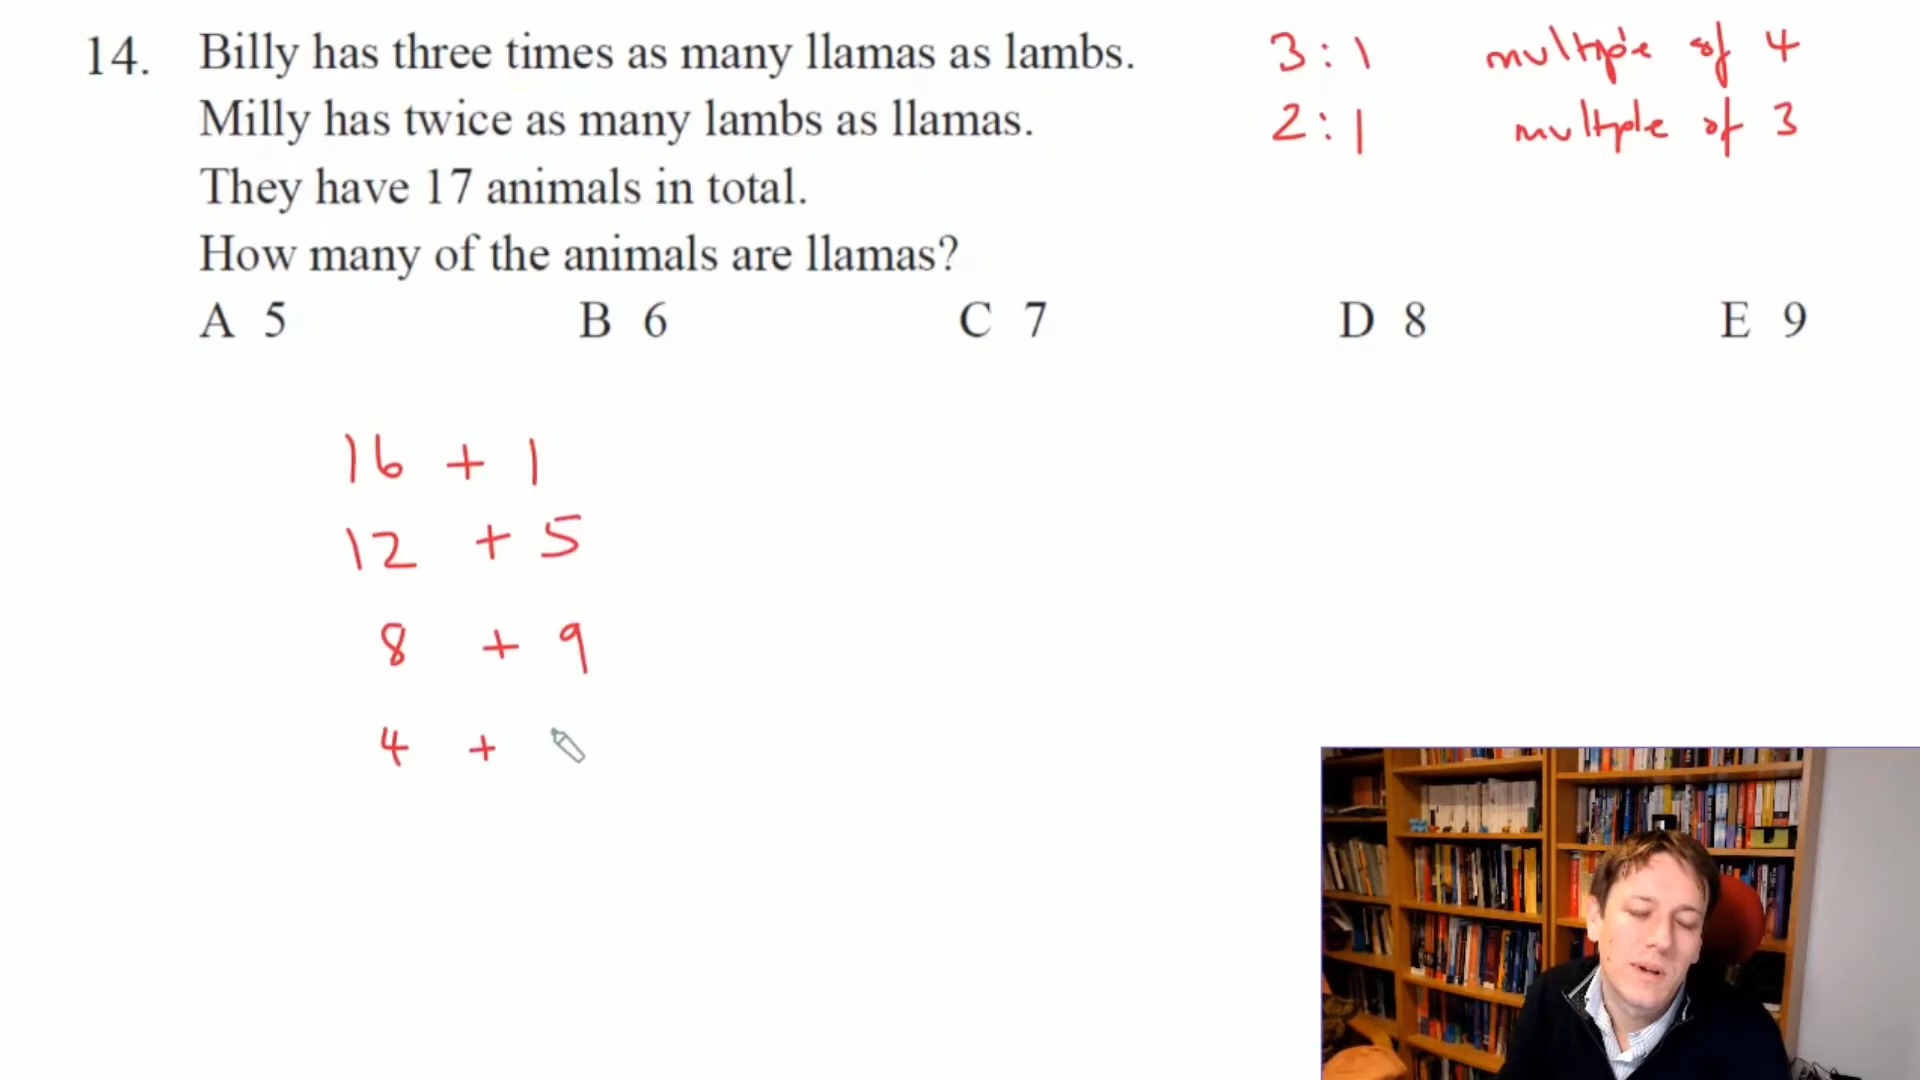 14. Billy has three times as many llamas as lambs. 3:1 multiple of 4
Milly has twice as many lambs as llamas. 2:1 multiple of 3
They have 17 animals in total.
How many of the animals are llamas?
A 5 B 6 C 7 D 8 E 9
16 + 1
12 + 5
8 + 9
4 +